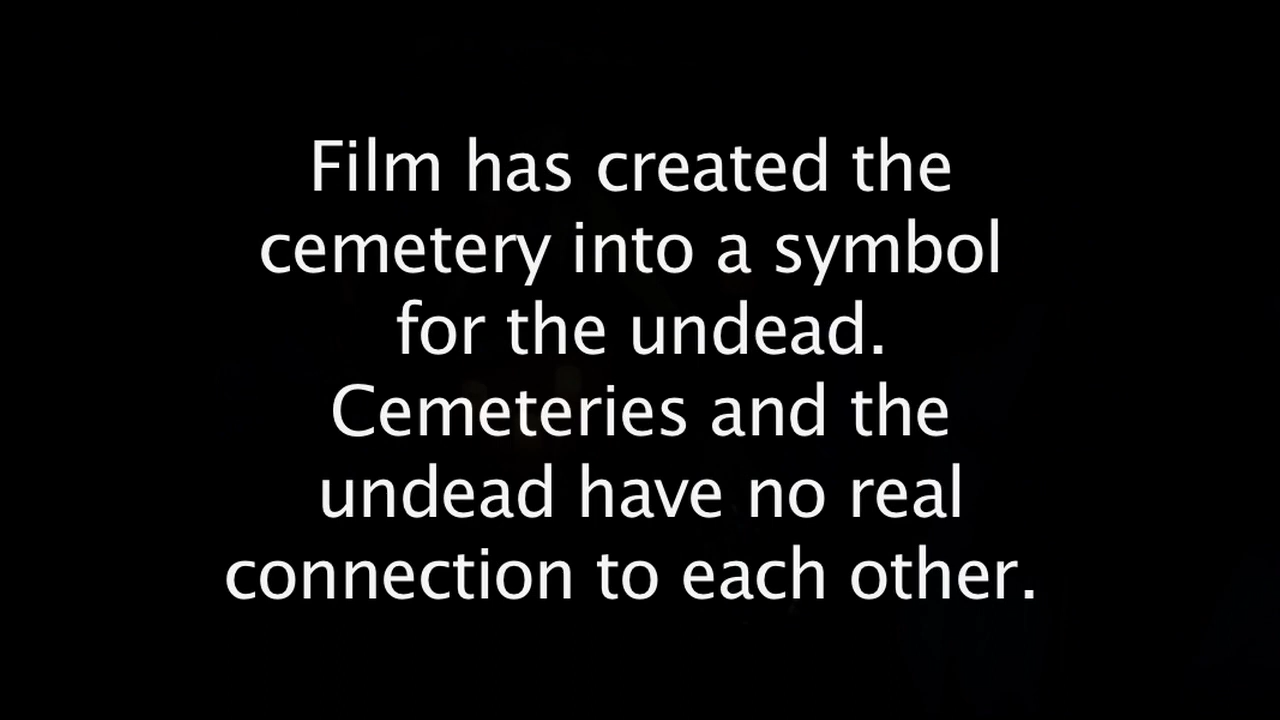 Film has created the
cemetery into a symbol
for the undead.
Cemeteries and the
undead have no real
connection to each other.